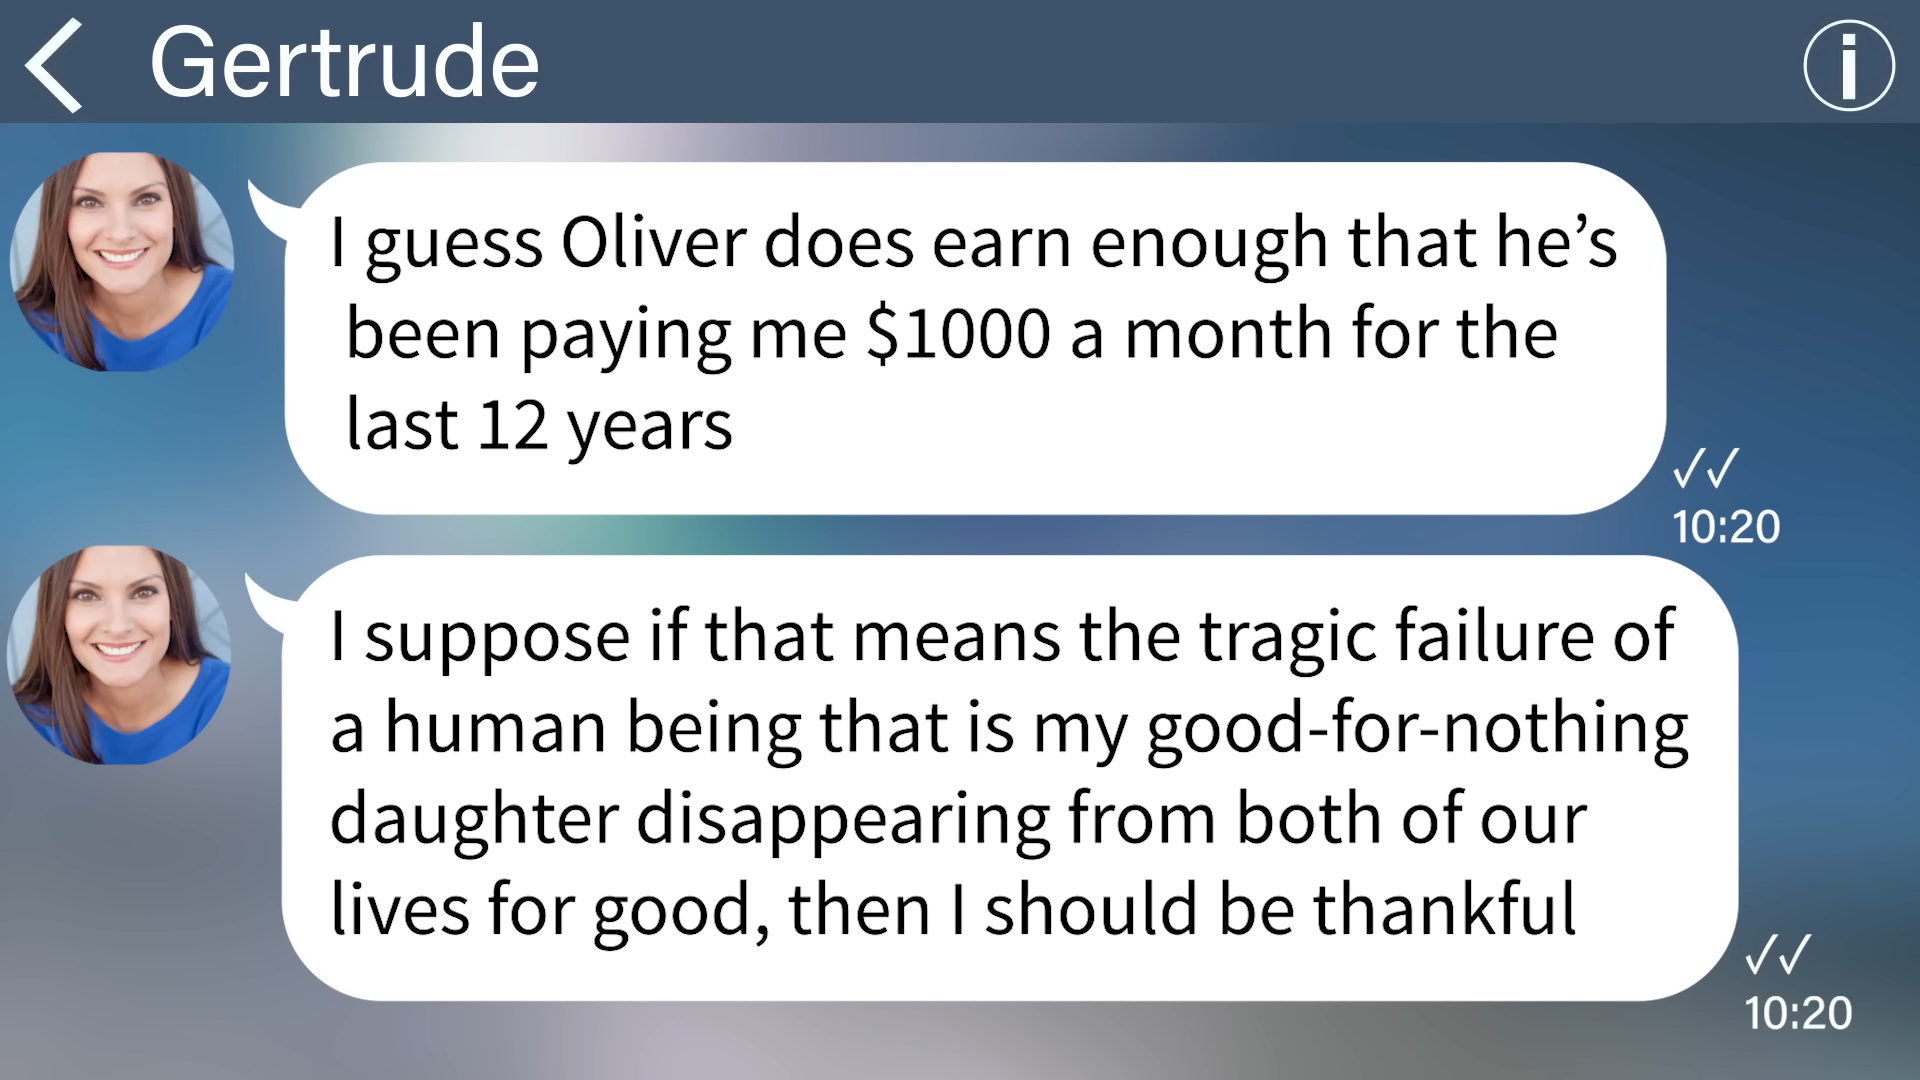 Gertrude
I guess Oliver does earn enough that he’s
been paying me $1000 a month for the
last 12 years
✓✓
10:20
I suppose if that means the tragic failure of
a human being that is my good-for-nothing
daughter disappearing from both of our
lives for good, then I should be thankful
✓✓
10:20